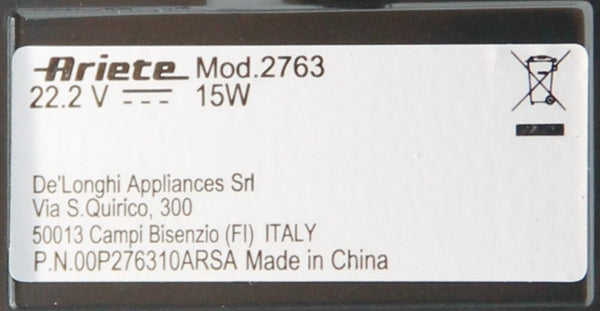 Ariete Mod.2763
22.2 V ⎓ 15W
De'Longhi Appliances Srl
Via S.Quirico, 300
50013 Campi Bisenzio (FI) ITALY
P.N.00P276310ARSA Made in China